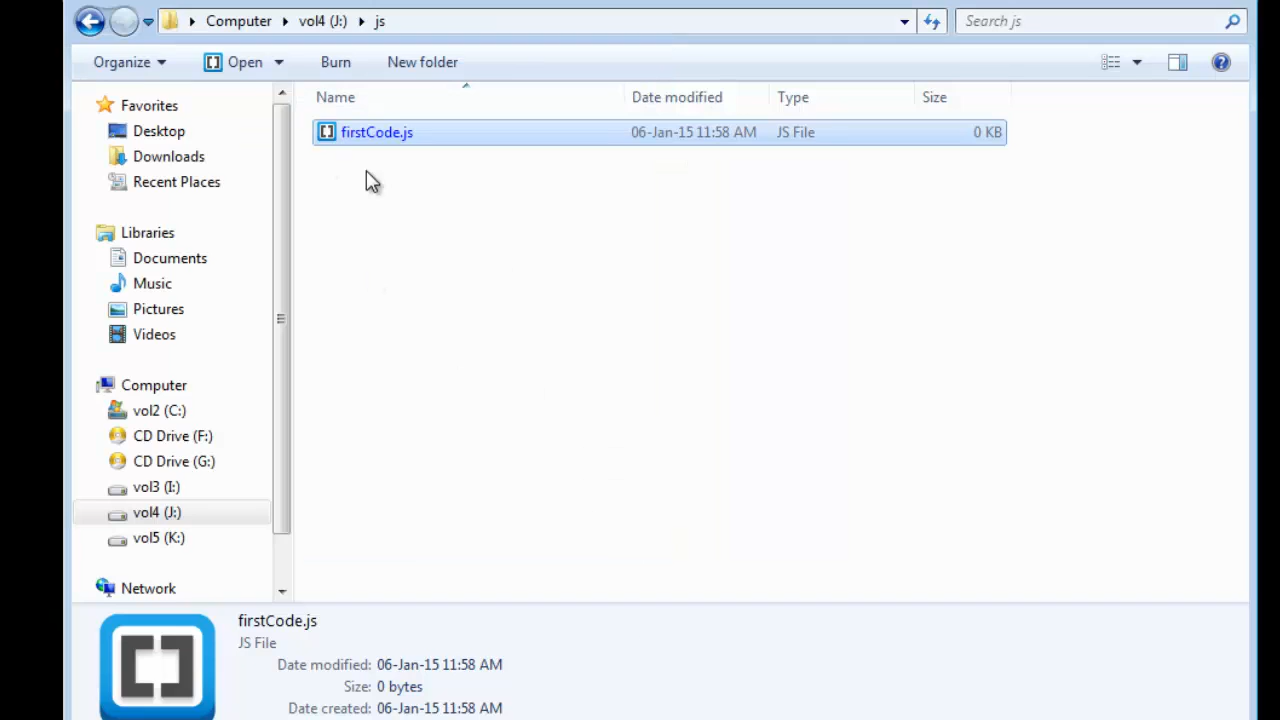 Computer vol4 (J:) js
Search js
Organize Open Burn New folder
Name Date modified Type Size
firstCode.js 06-Jan-15 11:58 AM JS File 0 KB
Favorites
Desktop
Downloads
Recent Places
Libraries
Documents
Music
Pictures
Videos
Computer
vol2 (C:)
CD Drive (F:)
CD Drive (G:)
vol3 (I:)
vol4 (J:)
vol5 (K:)
Network
firstCode.js
JS File
Date modified: 06-Jan-15 11:58 AM
Size: 0 bytes
Date created: 06-Jan-15 11:58 AM